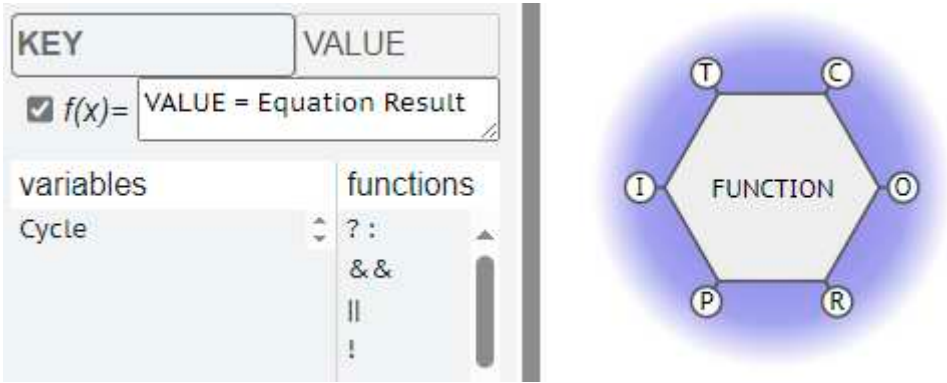 KEY VALUE
f(x)= VALUE = Equation Result
variables functions
Cycle ? :
&&
||
!
T C
I FUNCTION O
P R